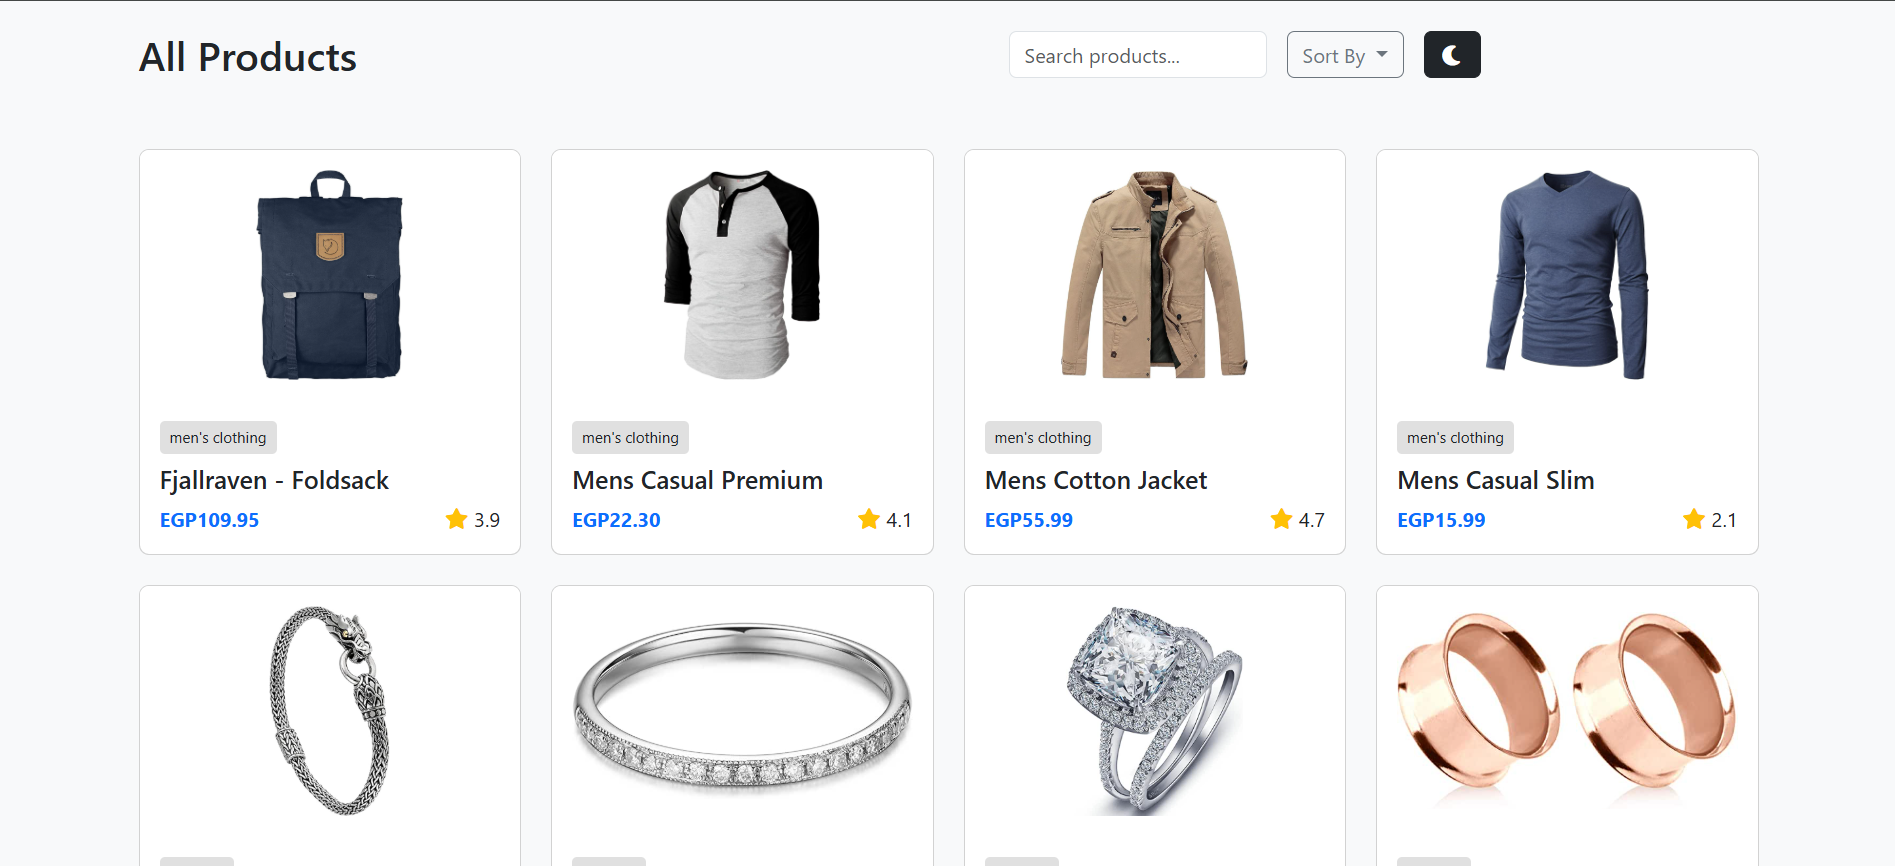 All Products
Search products...
Sort By
men's clothing
Fjallraven - Foldsack
EGP109.95
3.9
men's clothing
Mens Casual Premium
EGP22.30
4.1
men's clothing
Mens Cotton Jacket
EGP55.99
4.7
men's clothing
Mens Casual Slim
EGP15.99
2.1